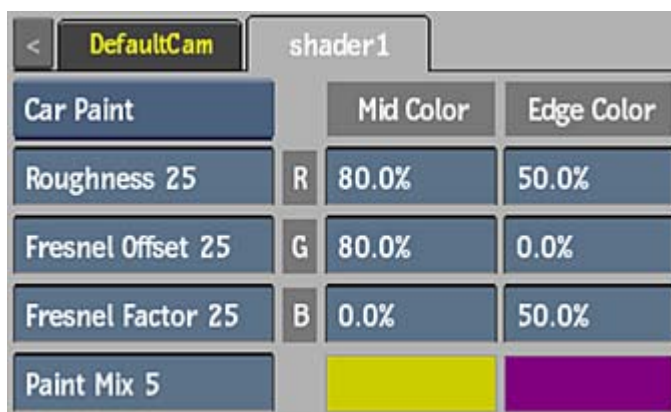 < DefaultCam shader1
Car Paint Mid Color Edge Color
Roughness 25 R 80.0% 50.0%
Fresnel Offset 25 G 80.0% 0.0%
Fresnel Factor 25 B 0.0% 50.0%
Paint Mix 5